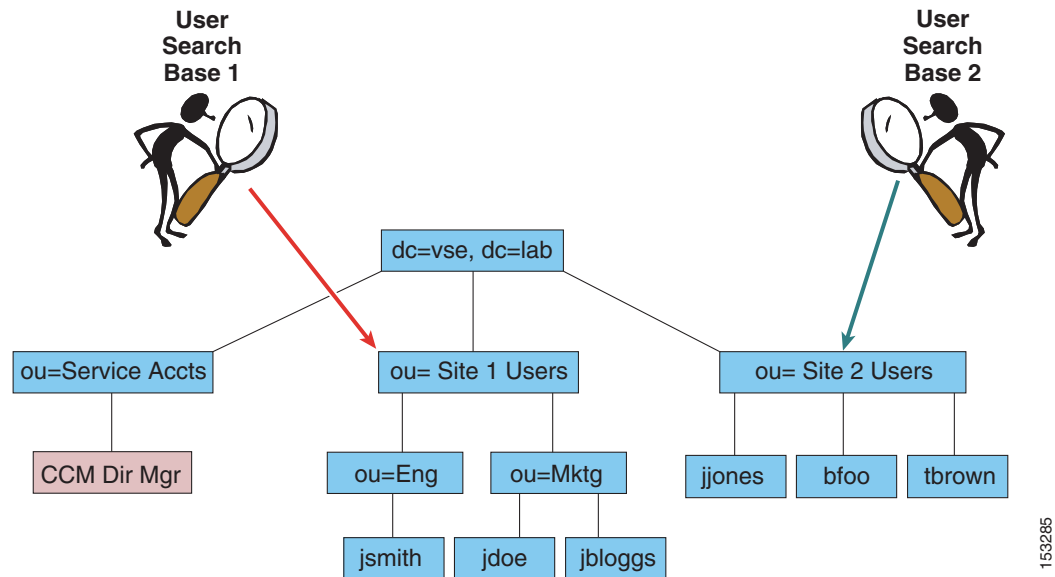 User
Search
Base 1
User
Search
Base 2
dc=vse, dc=lab
ou=Service Accts
ou= Site 1 Users
ou= Site 2 Users
CCM Dir Mgr
ou=Eng
ou=Mktg
jjones
bfoo
tbrown
jsmith
jdoe
jbloggs
153285